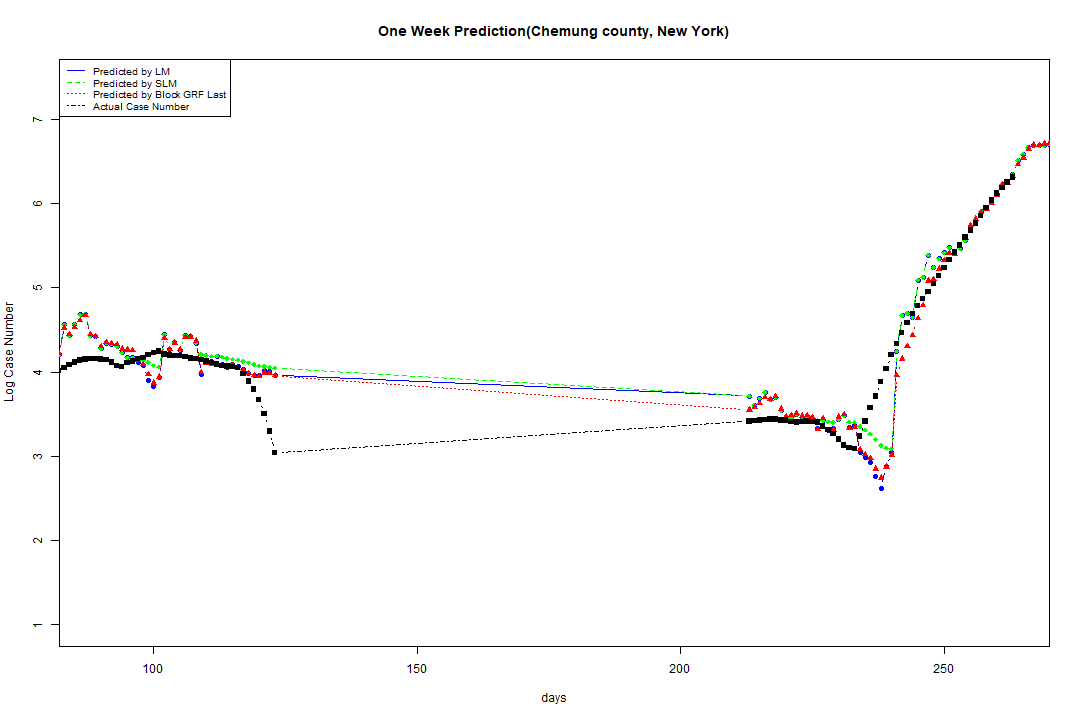 One Week Prediction(Chemung county, New York)
Predicted by LM
Predicted by SLM
Predicted by Block GRF Last
Actual Case Number
7
6
5
4
3
2
1
Log Case Number
100
150
200
250
days